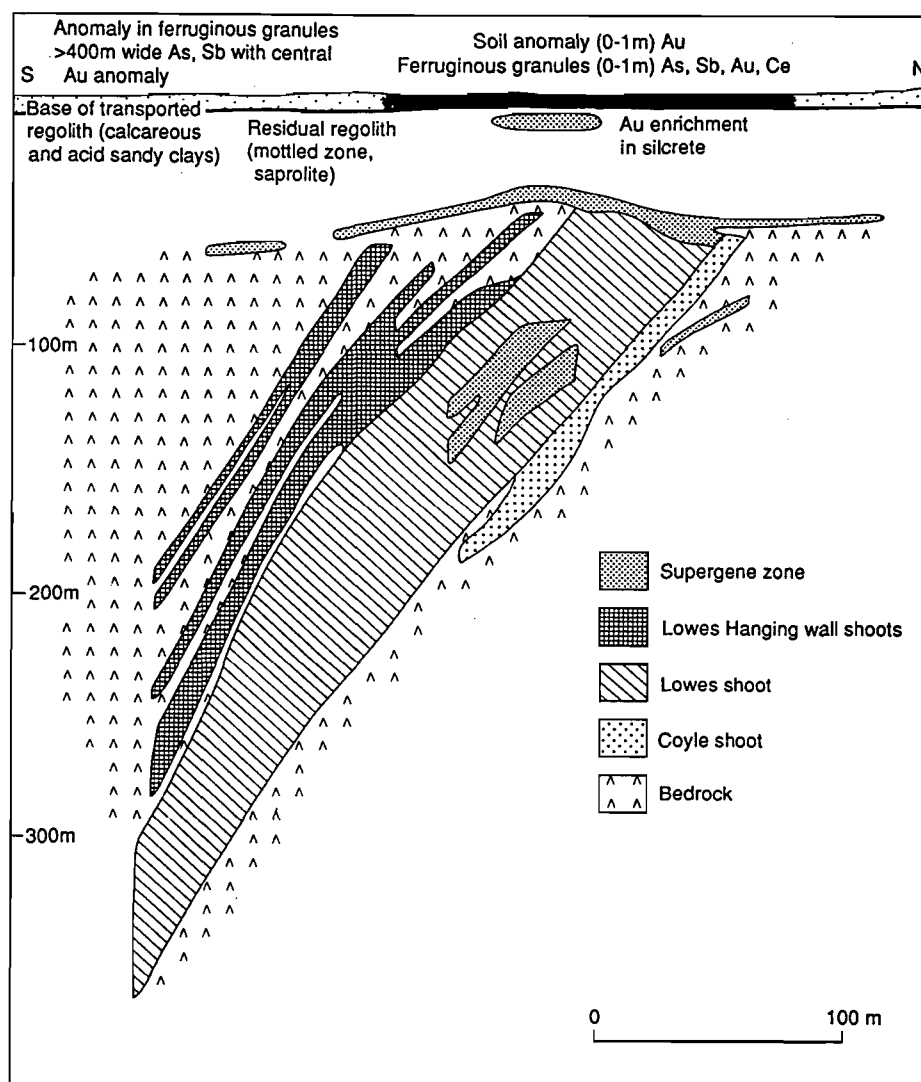 Anomaly in ferruginous granules
>400m wide As, Sb with central
Au anomaly
Soil anomaly (0-1m) Au
Ferruginous granules (0-1m) As, Sb, Au, Ce
S
N
Base of transported
regolith (calcareous
and acid sandy clays)
Residual regolith
(mottled zone,
saprolite)
Au enrichment
in silcrete
100m
200m
300m
Supergene zone
Lowes Hanging wall shoots
Lowes shoot
Coyle shoot
Bedrock
0
100 m